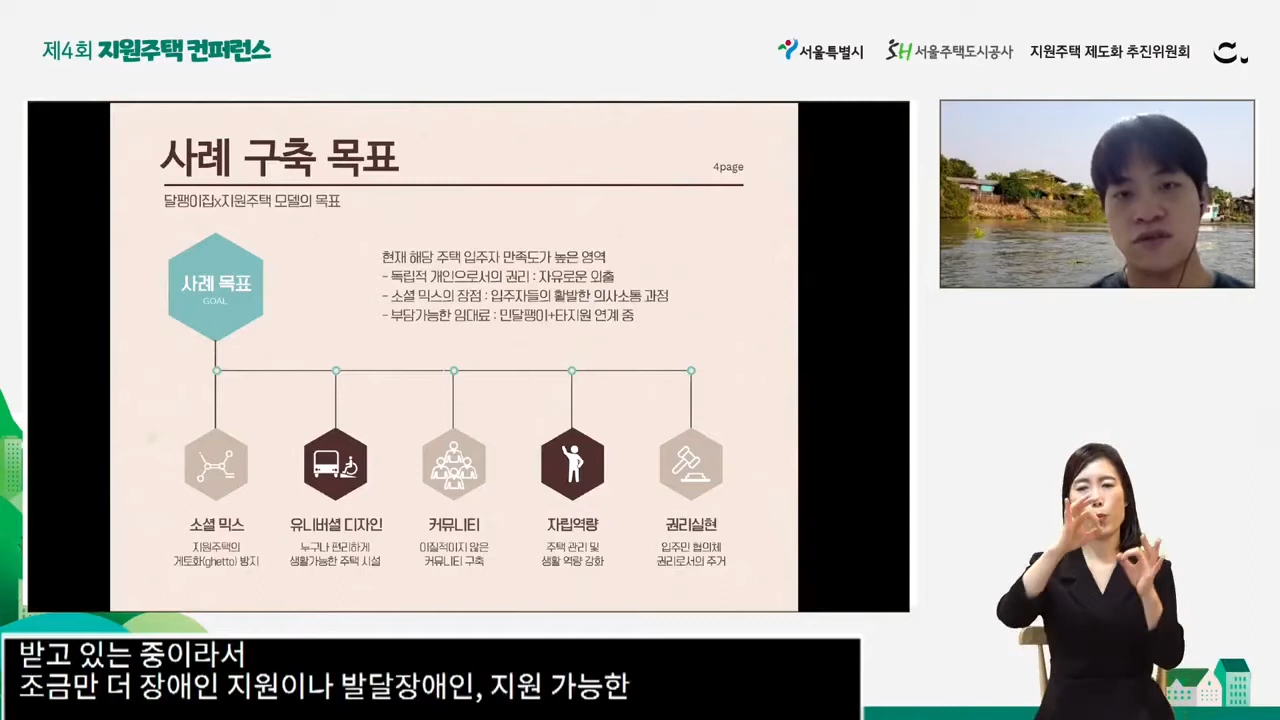 제4회 지원주택 컨퍼런스
서울특별시
SH 서울주택도시공사
지원주택 제도화 추진위원회
사례 구축 목표
4page
달팽이집x지원주택 모델의 목표
사례 목표
GOAL
현재 해당 주택 입주자 만족도가 높은 영역
- 독립적 개인으로서의 권리 : 자유로운 외출
- 소셜 믹스의 장점 : 입주자들의 활발한 의사소통 과정
- 부담가능한 임대료 : 민달팽이+타지원 연계 중
소셜 믹스
지원주택의
게토화(ghetto) 방지
유니버셜 디자인
누구나 편리하게
생활가능한 주택 시설
커뮤니티
이질적이지 않은
커뮤니티 구축
자립역량
주택 관리 및
생활 역량 강화
권리실현
입주민 협의체
권리로서의 주거
받고 있는 중이라서
조금만 더 장애인 지원이나 발달장애인, 지원 가능한